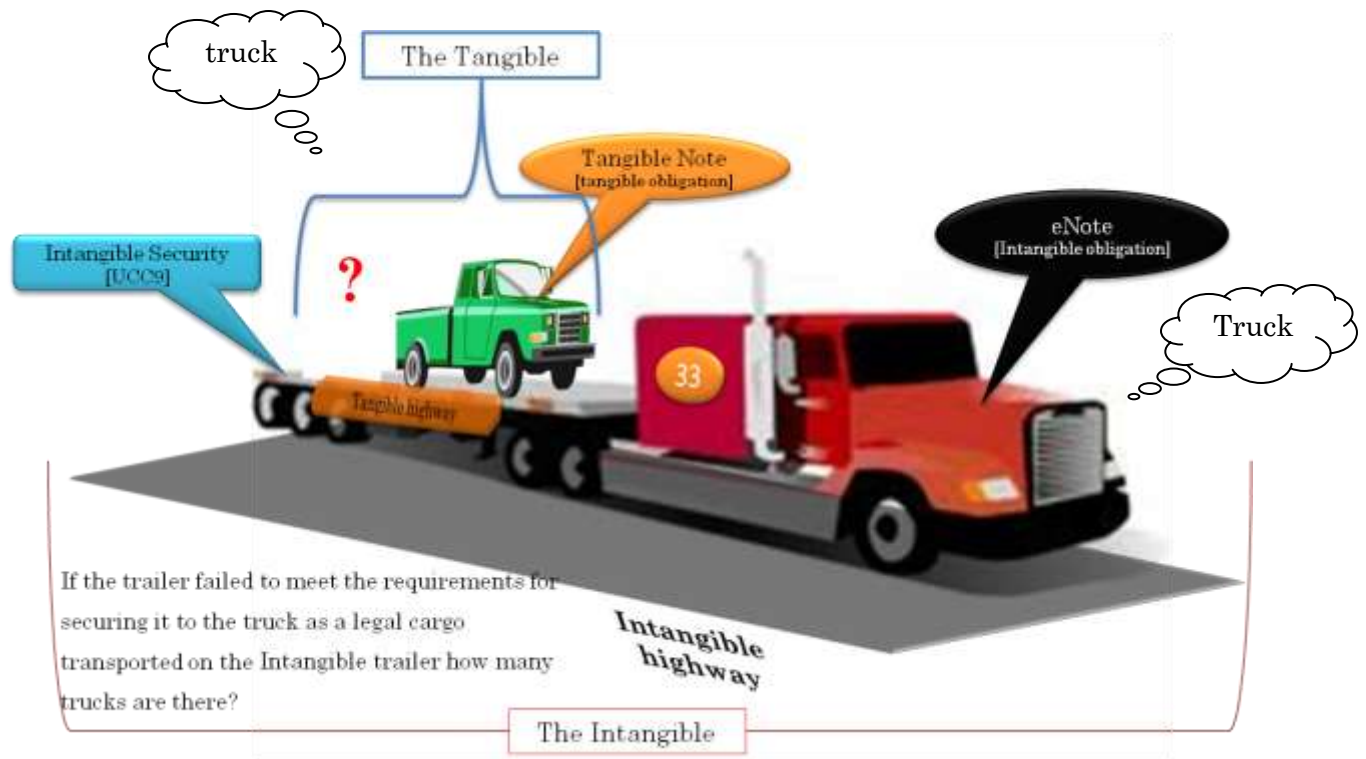 truck
The Tangible
Tangible Note
[tangible obligation]
eNote
[Intangible obligation]
Intangible Security
[UCC9]
?
Truck
33
Tangible highway
If the trailer failed to meet the requirements for
securing it to the truck as a legal cargo
transported on the Intangible trailer how many
trucks are there?
Intangible
highway
The Intangible